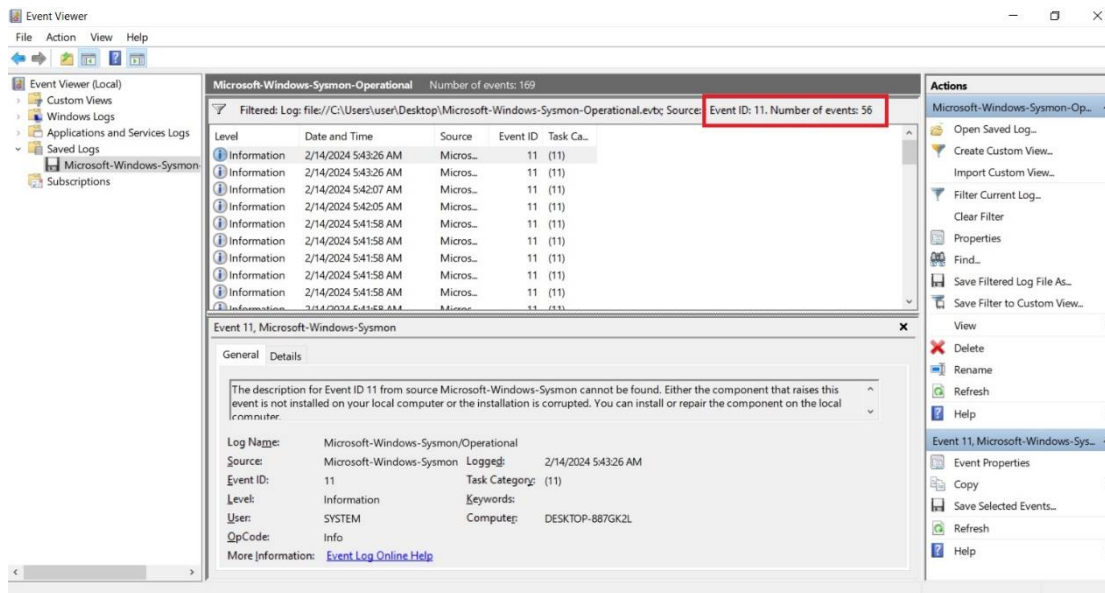 Event Viewer
File Action View Help
Event Viewer (Local)
Custom Views
Windows Logs
Applications and Services Logs
Saved Logs
Microsoft-Windows-Sysmon-
Subscriptions
Microsoft-Windows-Sysmon-Operational Number of events: 169
Filtered: Log: file://C:\Users\user\Desktop\Microsoft-Windows-Sysmon-Operational.evtx; Source: Event ID: 11. Number of events: 56
Level Date and Time Source Event ID Task Ca...
Information 2/14/2024 5:43:26 AM Micros... 11 (11)
Information 2/14/2024 5:43:26 AM Micros... 11 (11)
Information 2/14/2024 5:42:07 AM Micros... 11 (11)
Information 2/14/2024 5:42:05 AM Micros... 11 (11)
Information 2/14/2024 5:41:58 AM Micros... 11 (11)
Information 2/14/2024 5:41:58 AM Micros... 11 (11)
Information 2/14/2024 5:41:58 AM Micros... 11 (11)
Information 2/14/2024 5:41:58 AM Micros... 11 (11)
Information 2/14/2024 5:41:58 AM Micros... 11 (11)
Information 2/14/2024 5:41:58 AM Micros... 11 (11)
Event 11, Microsoft-Windows-Sysmon
General Details
The description for Event ID 11 from source Microsoft-Windows-Sysmon cannot be found. Either the component that raises this
event is not installed on your local computer or the installation is corrupted. You can install or repair the component on the local
computer.
Log Name: Microsoft-Windows-Sysmon/Operational
Source: Microsoft-Windows-Sysmon Logged: 2/14/2024 5:43:26 AM
Event ID: 11 Task Category: (11)
Level: Information Keywords:
User: SYSTEM Computer: DESKTOP-887GK2L
OpCode: Info
More Information: Event Log Online Help
Actions
Microsoft-Windows-Sysmon-Op...
Open Saved Log...
Create Custom View...
Import Custom View...
Filter Current Log...
Clear Filter
Properties
Find...
Save Filtered Log File As...
Save Filter to Custom View...
View
Delete
Rename
Refresh
Help
Event 11, Microsoft-Windows-Sys...
Event Properties
Copy
Save Selected Events...
Refresh
Help